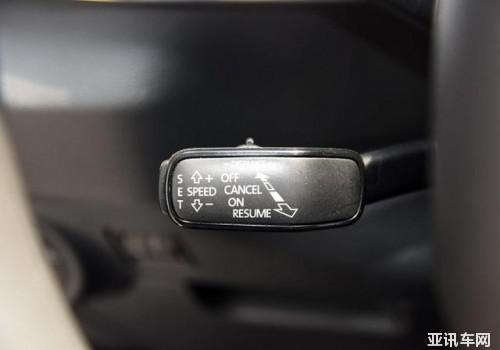 S + OFF
E SPEED CANCEL
T - ON
RESUME
亚讯车网